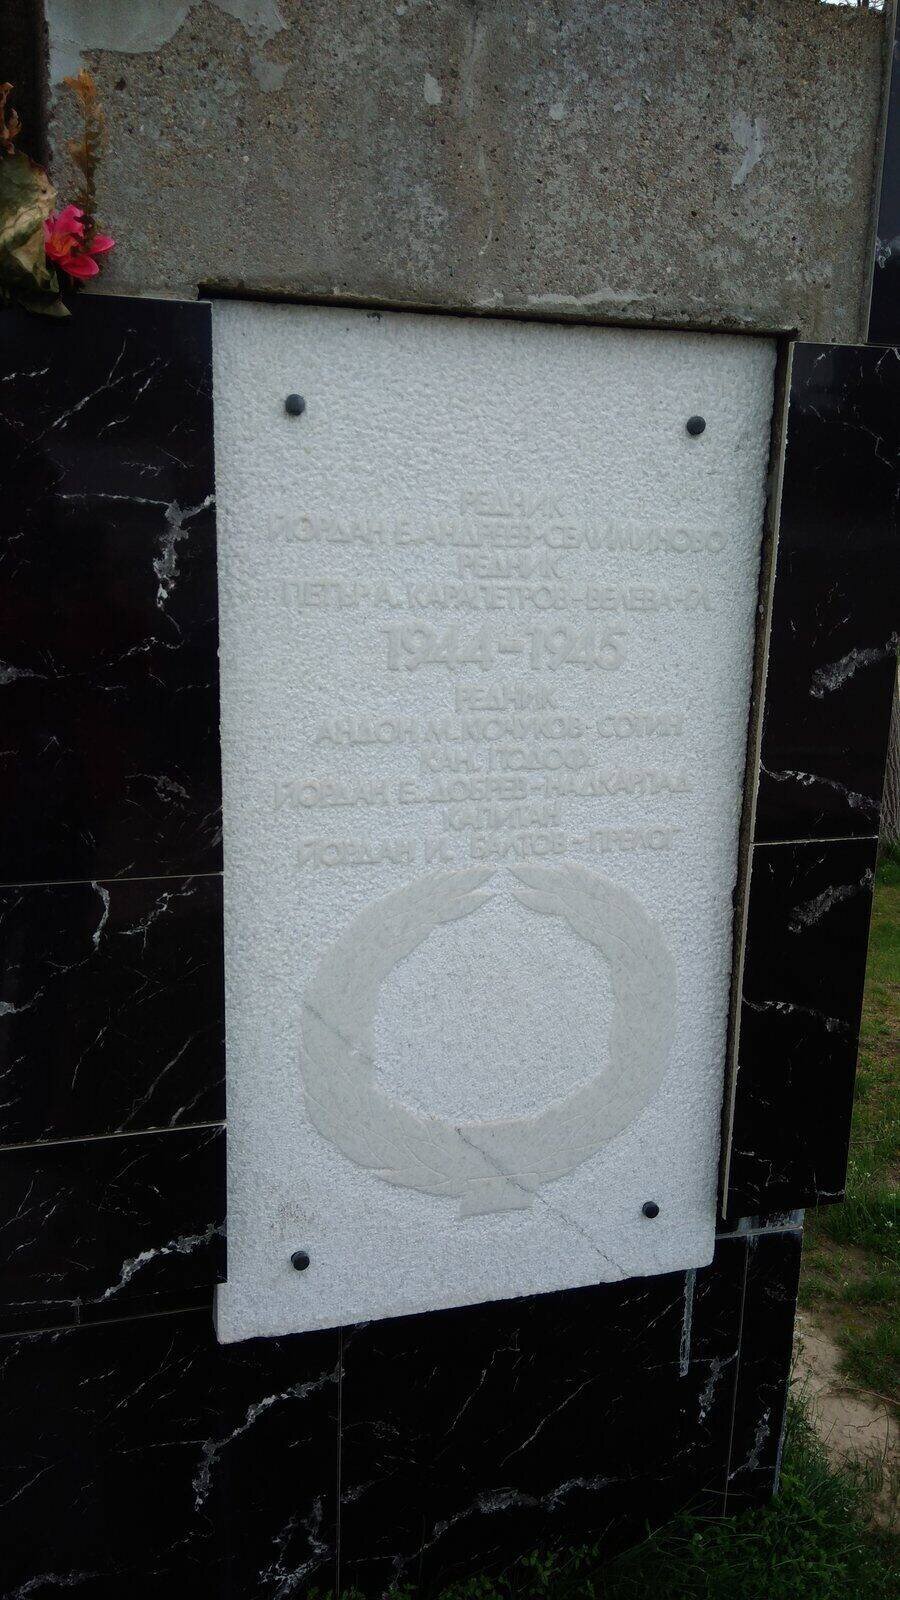 РЕДНИК
ЙОРДАН Е. АНДРЕЕВ-СЕЛИМИНОВО
РЕДНИК
ПЕТЪР А. КАРАПЕТРОВ-ВЕЛЕВА
1944-1945
РЕДНИК
АНДОН М. СОТИН
КАН. ПОДОФ.
ЙОРДАН Е. ДОБРЕВ-НАДКАРПАД
КАПИТАН
ЙОРДАН И. БАЛТОВ-ПРЕЛОГ